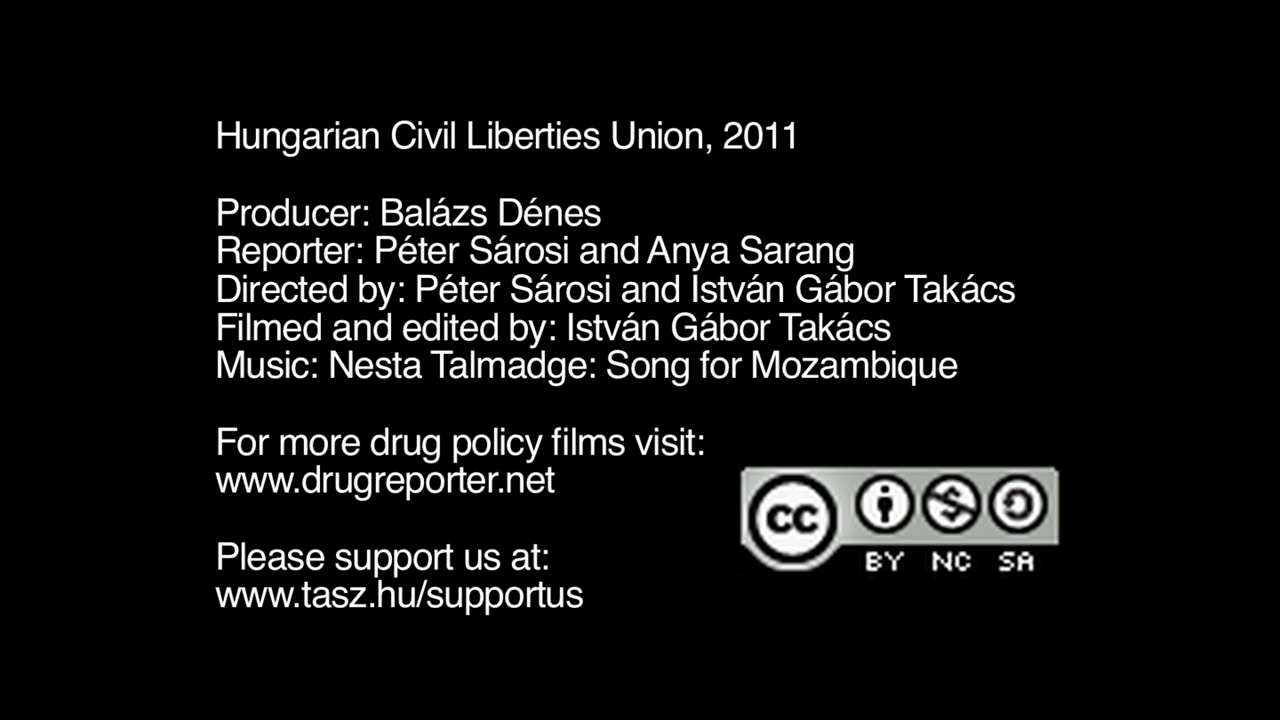 Hungarian Civil Liberties Union, 2011
Producer: Balázs Dénes
Reporter: Péter Sárosi and Anya Sarang
Directed by: Péter Sárosi and István Gábor Takács
Filmed and edited by: István Gábor Takács
Music: Nesta Talmadge: Song for Mozambique
For more drug policy films visit:
www.drugreporter.net
Please support us at:
www.tasz.hu/supportus
CC
BY NC SA